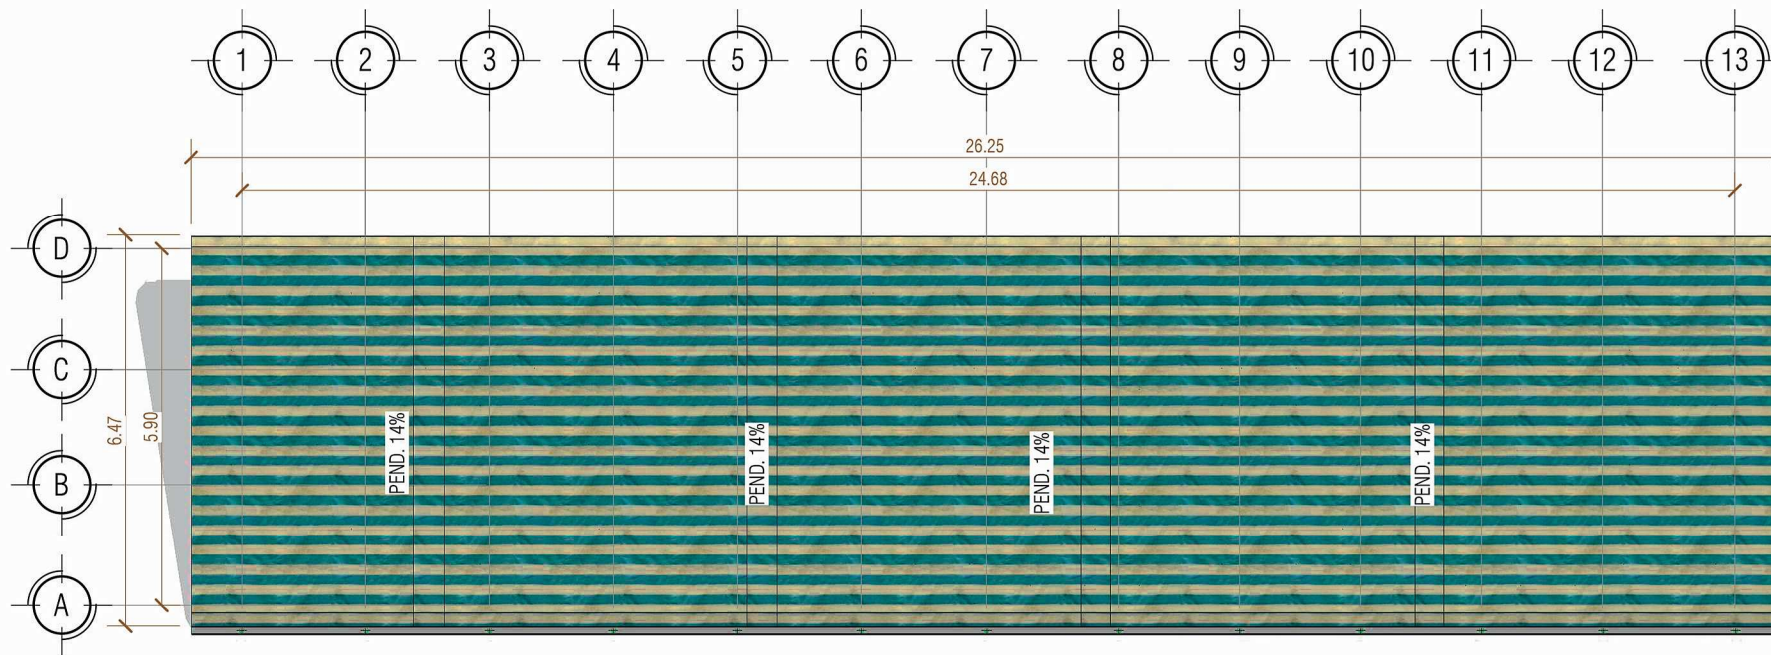 1 2 3 4 5 6 7 8 9 10 11 12 13
26.25
24.68
D
C
B
A
6.47
5.90
PEND. 14%
PEND. 14%
PEND. 14%
PEND. 14%